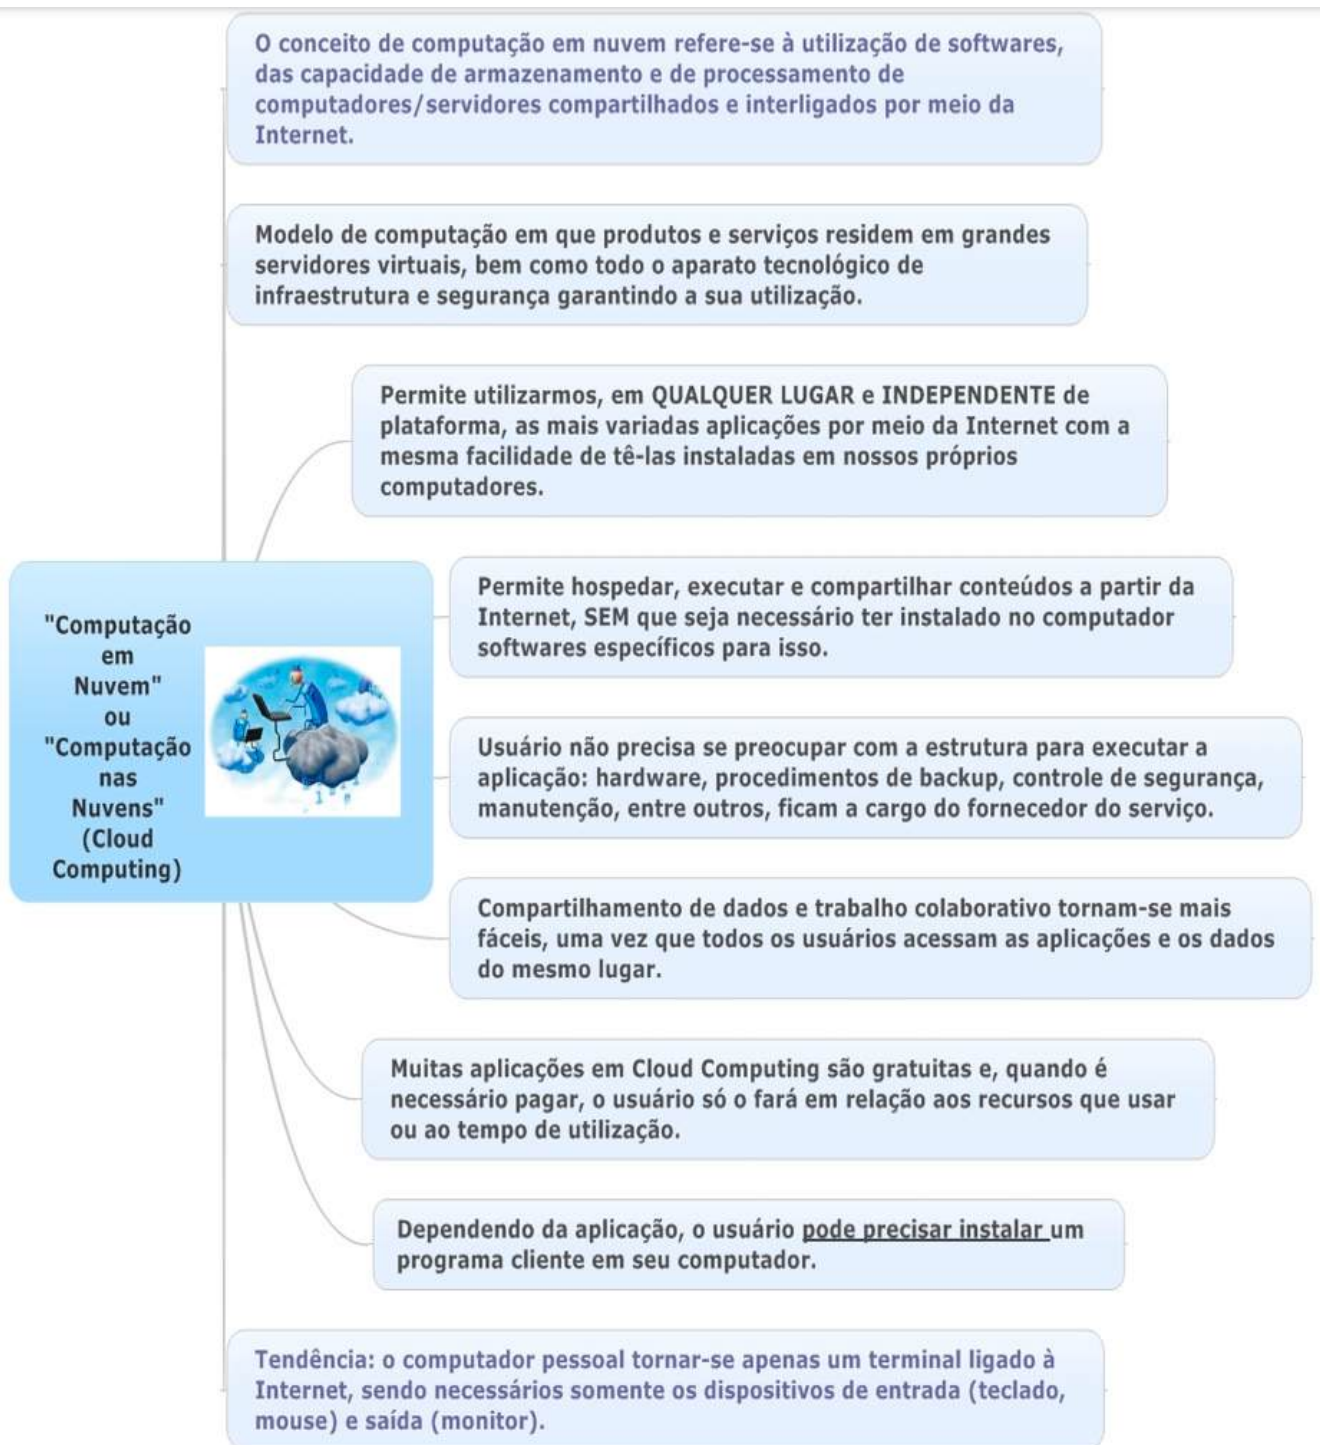 O conceito de computação em nuvem refere-se à utilização de softwares,
das capacidade de armazenamento e de processamento de
computadores/servidores compartilhados e interligados por meio da
Internet.
Modelo de computação em que produtos e serviços residem em grandes
servidores virtuais, bem como todo o aparato tecnológico de
infraestrutura e segurança garantindo a sua utilização.
Permite utilizarmos, em QUALQUER LUGAR e INDEPENDENTE de
plataforma, as mais variadas aplicações por meio da Internet com a
mesma facilidade de tê-las instaladas em nossos próprios
computadores.
"Computação
em
Nuvem"
ou
"Computação
nas
Nuvens"
(Cloud
Computing)
Permite hospedar, executar e compartilhar conteúdos a partir da
Internet, SEM que seja necessário ter instalado no computador
softwares específicos para isso.
Usuário não precisa se preocupar com a estrutura para executar a
aplicação: hardware, procedimentos de backup, controle de segurança,
manutenção, entre outros, ficam a cargo do fornecedor do serviço.
Compartilhamento de dados e trabalho colaborativo tornam-se mais
fáceis, uma vez que todos os usuários acessam as aplicações e os dados
do mesmo lugar.
Muitas aplicações em Cloud Computing são gratuitas e, quando é
necessário pagar, o usuário só o fará em relação aos recursos que usar
ou ao tempo de utilização.
Dependendo da aplicação, o usuário pode precisar instalar um
programa cliente em seu computador.
Tendência: o computador pessoal tornar-se apenas um terminal ligado à
Internet, sendo necessários somente os dispositivos de entrada (teclado,
mouse) e saída (monitor).